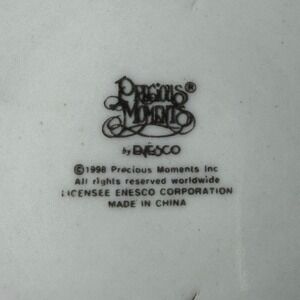 PRECIOUS®
MOMENTS
by ENESCO
©1998 Precious Moments Inc
All rights reserved worldwide
LICENSEE ENESCO CORPORATION
MADE IN CHINA